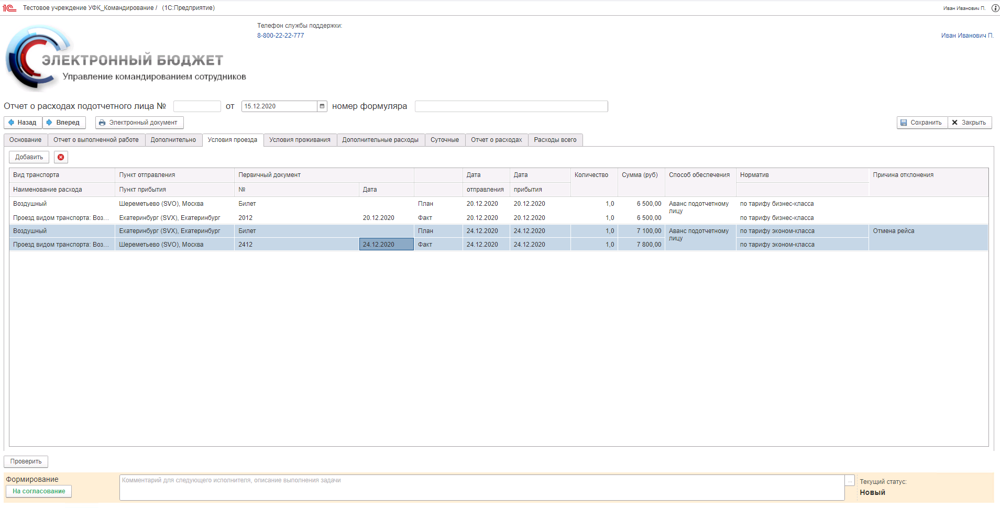 1С Тестовое учреждение УФК_Командирование / (1С:Предприятие) Иван Иванович П.
Телефон службы поддержки:
8-800-22-22-777 Иван Иванович П.
ЭЛЕКТРОННЫЙ БЮДЖЕТ
Управление командированием сотрудников
Отчет о расходах подотчетного лица № от 15.12.2020 номер формуляра
Назад Вперед Электронный документ Сохранить Закрыть
Основание Отчет о выполненной работе Дополнительно Условия проезда Условия проживания Дополнительные расходы Суточные Отчет о расходах Расходы всего
Добавить
Вид транспорта Пункт отправления Первичный документ Дата Дата Количество Сумма (руб) Способ обеспечения Норматив Причина отклонения
Наименование расхода Пункт прибытия № Дата отправления прибытия
Воздушный Шереметьево (SVO), Москва Билет План 20.12.2020 20.12.2020 1,0 6 500,00 Аванс подотчетному лицу по тарифу бизнес-класса
Проезд видом транспорта: Воз... Екатеринбург (SVX), Екатеринбург 2012 20.12.2020 Факт 20.12.2020 20.12.2020 1,0 6 500,00 по тарифу бизнес-класса
Воздушный Екатеринбург (SVX), Екатеринбург Билет План 24.12.2020 24.12.2020 1,0 7 100,00 Аванс подотчетному лицу по тарифу эконом-класса Отмена рейса
Проезд видом транспорта: Воз... Шереметьево (SVO), Москва 2412 24.12.2020 Факт 24.12.2020 24.12.2020 1,0 7 800,00 по тарифу эконом-класса
Проверить
Формирование
На согласование
Комментарий для следующего исполнителя, описание выполнения задачи
...
Текущий статус:
Новый